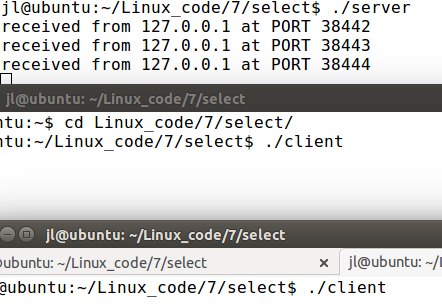 jl@ubuntu:~/Linux_code/7/select$ ./server
received from 127.0.0.1 at PORT 38442
received from 127.0.0.1 at PORT 38443
received from 127.0.0.1 at PORT 38444
jl@ubuntu: ~/Linux_code/7/select
ntu:~$ cd Linux_code/7/select/
ntu:~/Linux_code/7/select$ ./client
jl@ubuntu: ~/Linux_code/7/select
ubuntu: ~/Linux_code/7/select × jl@ubuntu: ~/L
@ubuntu:~/Linux_code/7/select$ ./client